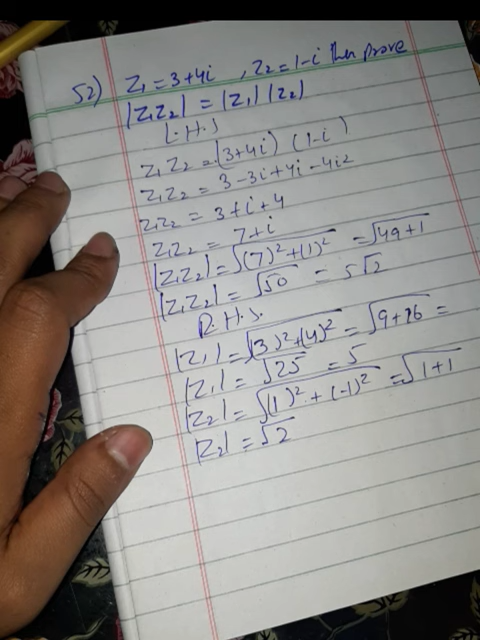 52) Z₁ = 3+4i , Z₂ = 1-i then prove
|Z₁Z₂| = |Z₁| |Z₂|
L.H.S
Z₁Z₂ = (3+4i) (1-i)
Z₁Z₂ = 3-3i+4i-4i²
Z₁Z₂ = 3+i+4
Z₁Z₂ = 7+i
|Z₁Z₂| = √(7)²+(1)² = √49+1
|Z₁Z₂| = √50 = 5√2
R.H.S.
|Z₁| = √(3)²+(4)² = √9+16 =
|Z₁| = √25 = 5
|Z₂| = √(1)²+(-1)² = √1+1
|Z₂| = √2